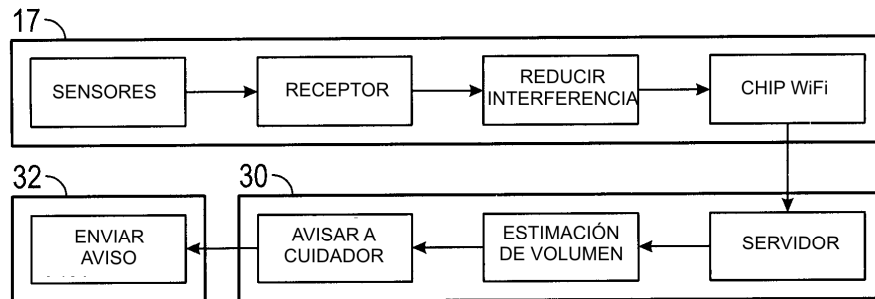 17
SENSORES
RECEPTOR
REDUCIR
INTERFERENCIA
CHIP WiFi
32
30
ENVIAR
AVISO
AVISAR A
CUIDADOR
ESTIMACIÓN
DE VOLUMEN
SERVIDOR